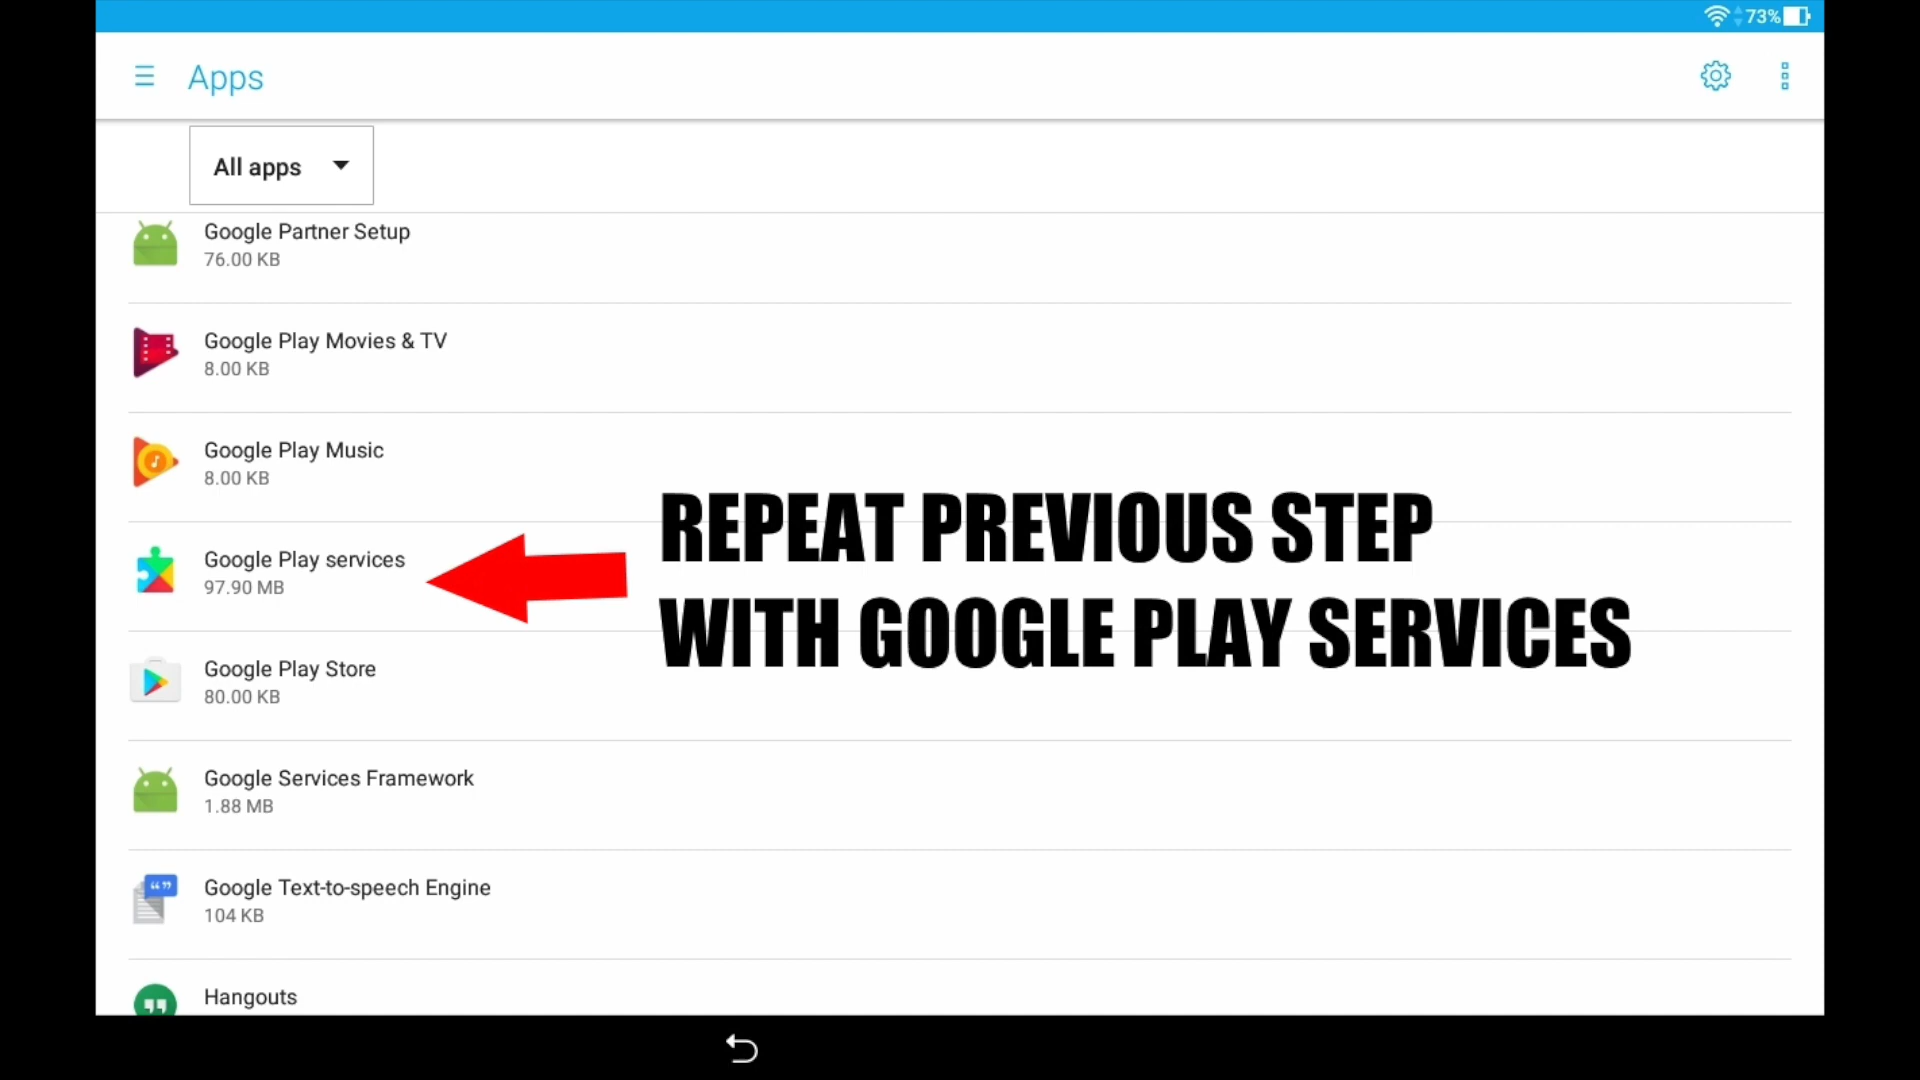 73%
Apps
All apps
Google Partner Setup
76.00 KB
Google Play Movies & TV
8.00 KB
Google Play Music
8.00 KB
Google Play services
97.90 MB
REPEAT PREVIOUS STEP
WITH GOOGLE PLAY SERVICES
Google Play Store
80.00 KB
Google Services Framework
1.88 MB
Google Text-to-speech Engine
104 KB
Hangouts